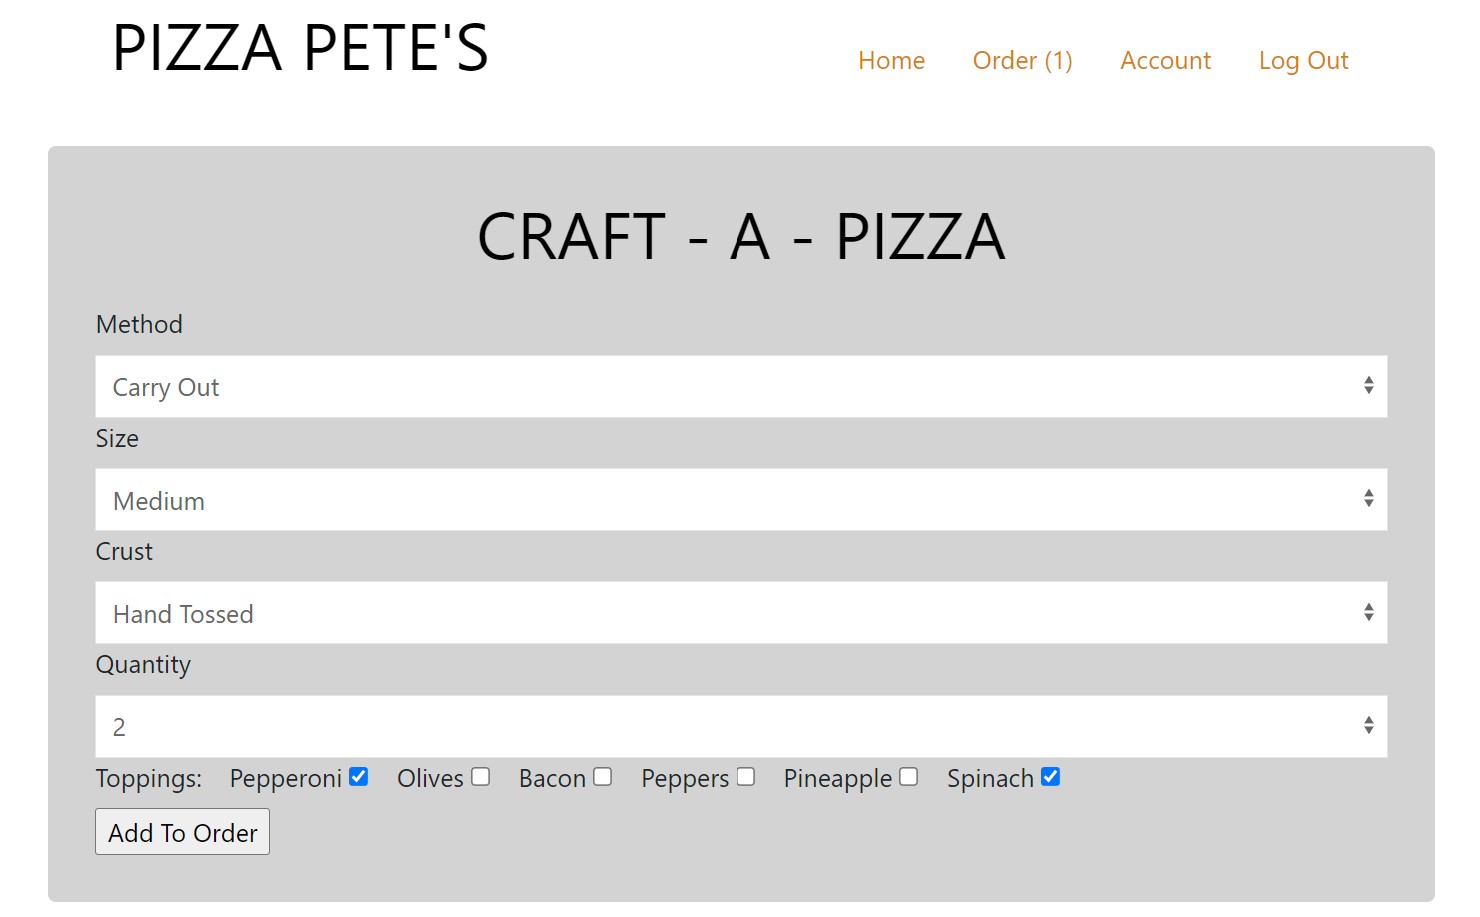 PIZZA PETE'S
Home Order (1) Account Log Out
CRAFT - A - PIZZA
Method
Carry Out
Size
Medium
Crust
Hand Tossed
Quantity
2
Toppings: Pepperoni Olives Bacon Peppers Pineapple Spinach
Add To Order